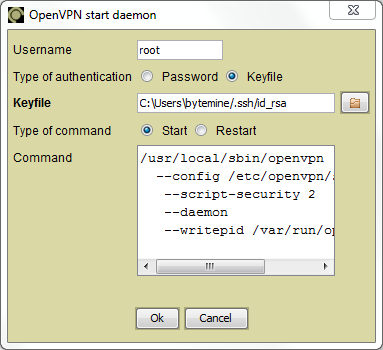 OpenVPN start daemon
Username root
Type of authentication Password Keyfile
Keyfile C:\Users\bytemine/.ssh/id_rsa
Type of command Start Restart
Command /usr/local/sbin/openvpn
--config /etc/openvpn/
--script-security 2
--daemon
--writepid /var/run/op
Ok Cancel